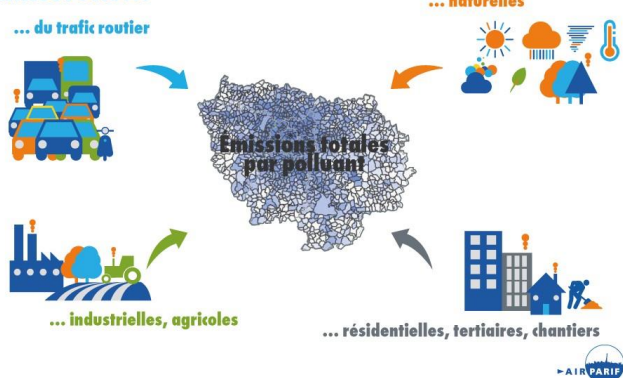 ... du trafic routier
... naturelles
Émissions totales
par polluant
... industrielles, agricoles
... résidentielles, tertiaires, chantiers
AIRPARIF